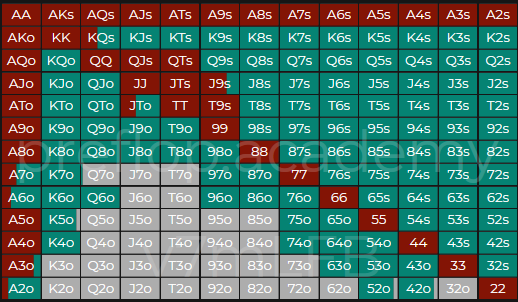 AA AKs AQs AJs ATs A9s A8s A7s A6s A5s A4s A3s A2s
AKo KK KQs KJs KTs K9s K8s K7s K6s K5s K4s K3s K2s
AQo KQo QQ QJs QTs Q9s Q8s Q7s Q6s Q5s Q4s Q3s Q2s
AJo KJo QJo JJ JTs J9s J8s J7s J6s J5s J4s J3s J2s
ATo KTo QTo JTo TT T9s T8s T7s T6s T5s T4s T3s T2s
A9o K9o Q9o J9o T9o 99 98s 97s 96s 95s 94s 93s 92s
A8o K8o Q8o J8o T8o 98o 88 87s 86s 85s 84s 83s 82s
preflop academy
A7o K7o Q7o J7o T7o 97o 87o 77 76s 75s 74s 73s 72s
A6o K6o Q6o J6o T6o 96o 86o 76o 66 65s 64s 63s 62s
A5o K5o Q5o J5o T5o 95o 85o 75o 65o 55 54s 53s 52s
A4o K4o Q4o J4o T4o 94o 84o 74o 64o 54o 44 43s 42s
A3o K3o Q3o J3o T3o 93o 83o 73o 63o 53o 43o 33 32s
A2o K2o Q2o J2o T2o 92o 82o 72o 62o 52o 42o 32o 22